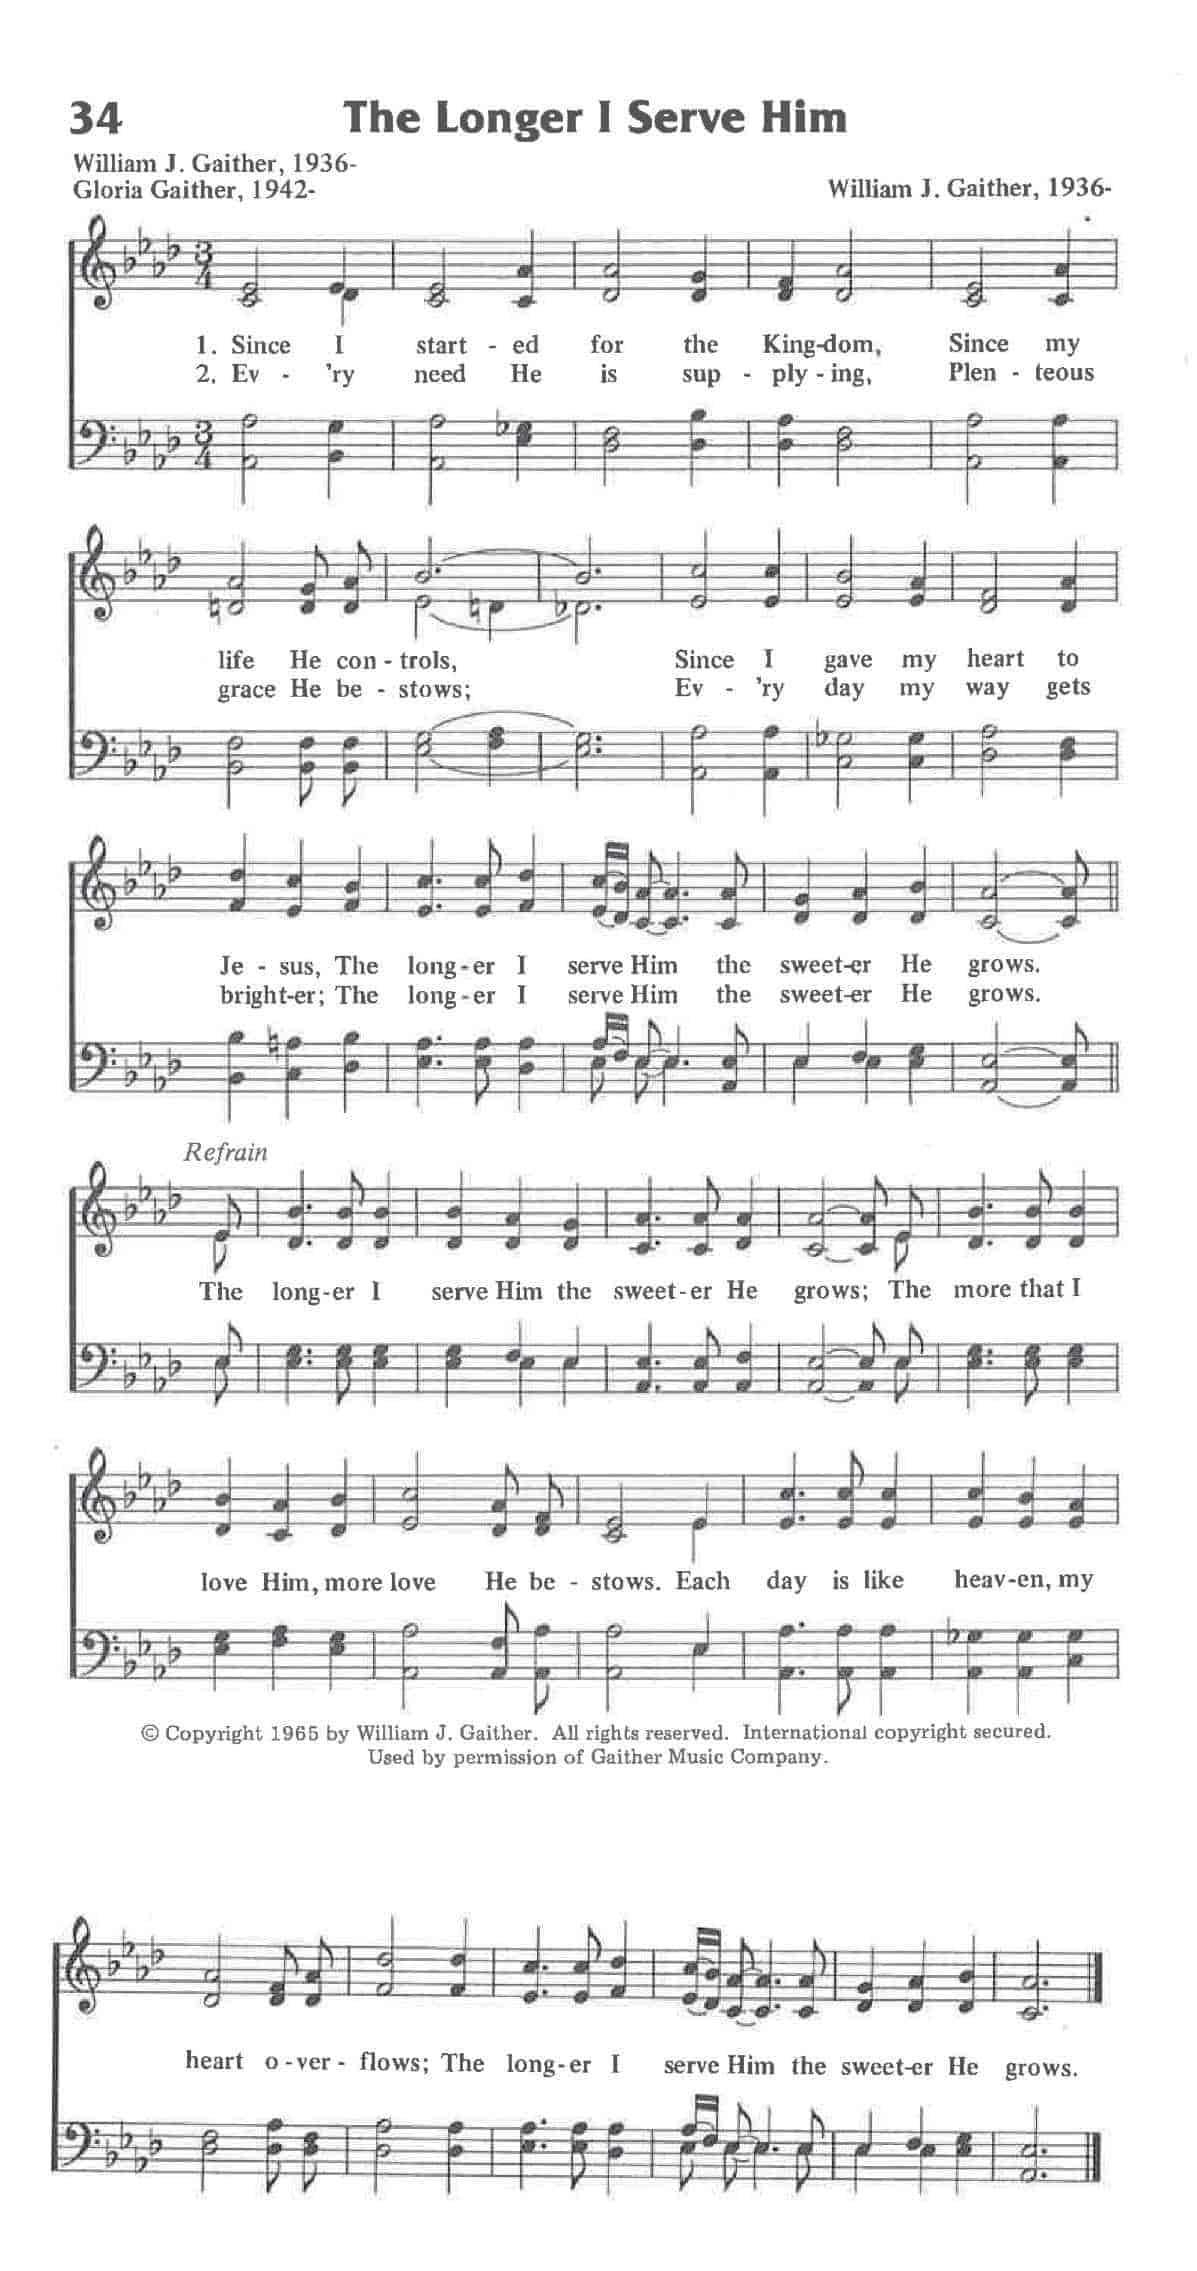 34 The Longer I Serve Him
William J. Gaither, 1936-
Gloria Gaither, 1942- William J. Gaither, 1936-
3 4
1. Since I start - ed for the King-dom, Since my
2. Ev - 'ry need He is sup - ply - ing, Plen - teous
3 4
life He con - trols, Since I gave my heart to
grace He be - stows; Ev - 'ry day my way gets
Je - sus, The long - er I serve Him the sweet-er He grows.
bright-er; The long - er I serve Him the sweet-er He grows.
Refrain
The long-er I serve Him the sweet-er He grows; The more that I
love Him, more love He be - stows. Each day is like heav-en, my
© Copyright 1965 by William J. Gaither. All rights reserved. International copyright secured.
Used by permission of Gaither Music Company.
heart o - ver - flows; The long-er I serve Him the sweet-er He grows.